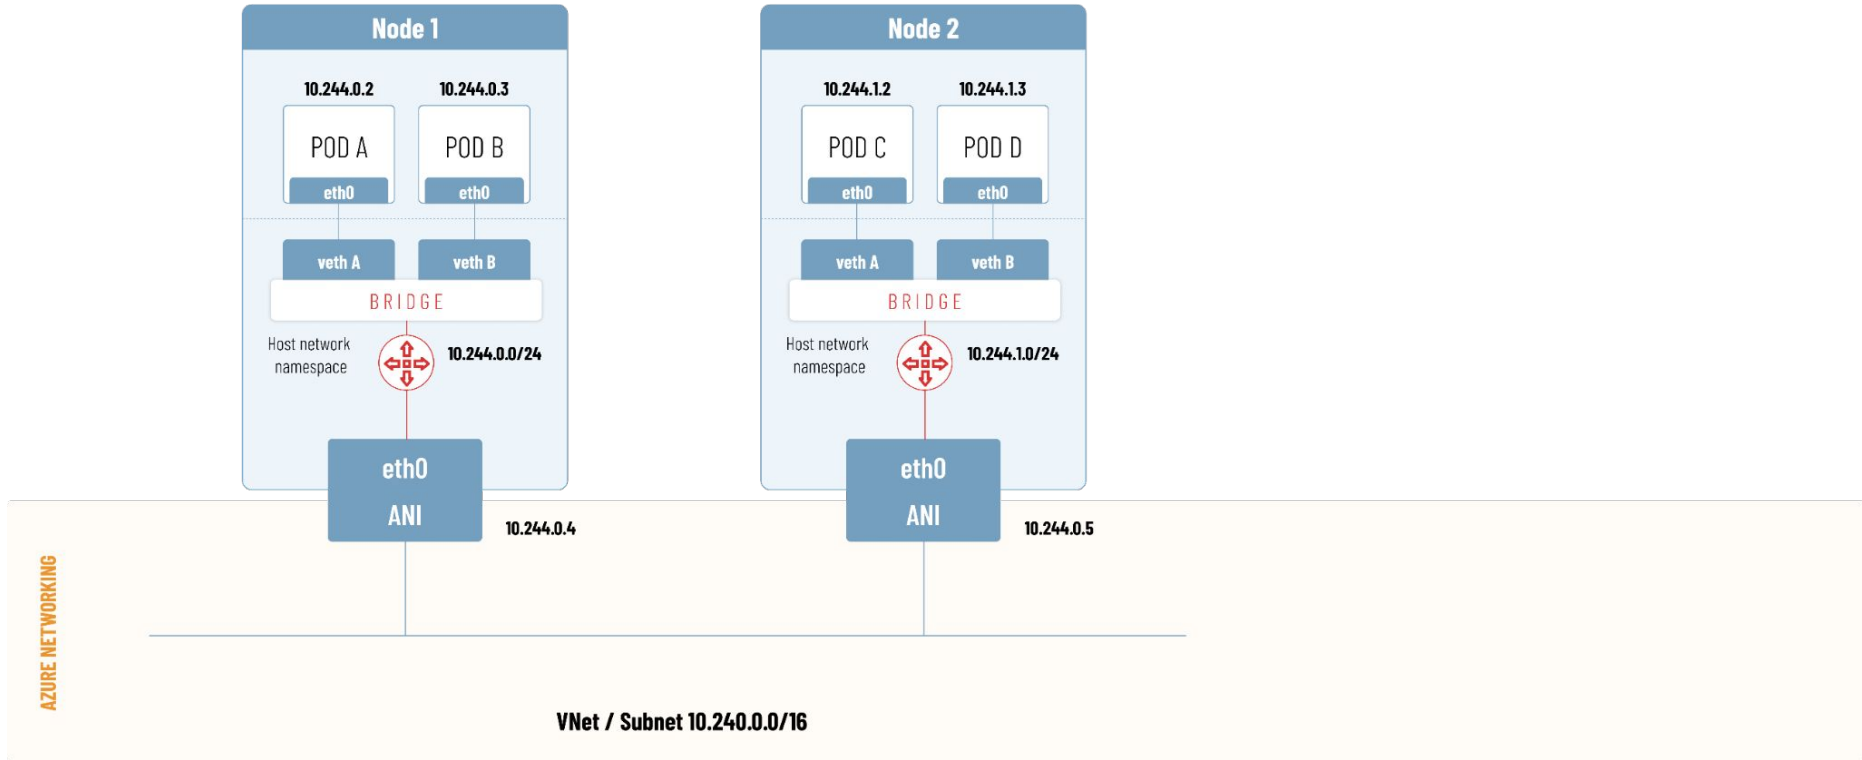 Node 1
10.244.0.2
10.244.0.3
POD A
POD B
eth0
eth0
veth A
veth B
BRIDGE
Host network
namespace
10.244.0.0/24
eth0
ANI
10.244.0.4
Node 2
10.244.1.2
10.244.1.3
POD C
POD D
eth0
eth0
veth A
veth B
BRIDGE
Host network
namespace
10.244.1.0/24
eth0
ANI
10.244.0.5
AZURE NETWORKING
VNet / Subnet 10.240.0.0/16